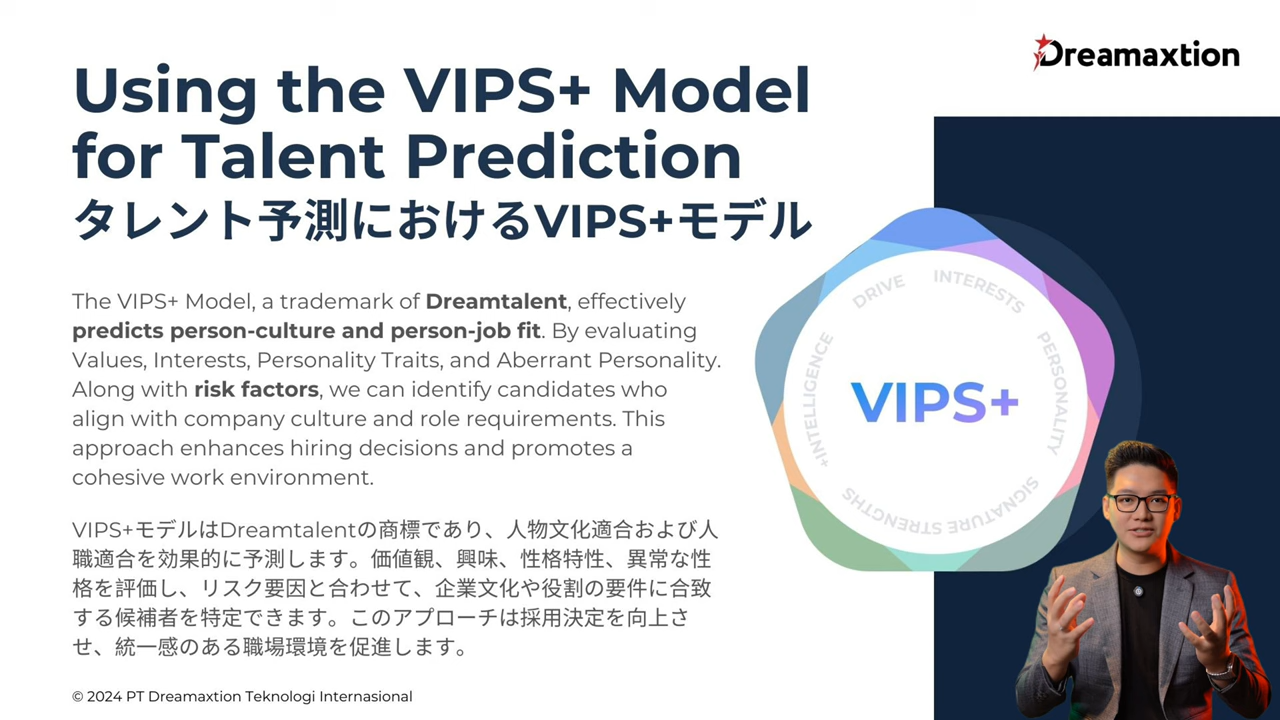 Dreamaxtion
Using the VIPS+ Model
for Talent Prediction
タレント予測におけるVIPS+モデル
The VIPS+ Model, a trademark of Dreamtalent, effectively
predicts person-culture and person-job fit. By evaluating
Values, Interests, Personality Traits, and Aberrant Personality.
Along with risk factors, we can identify candidates who
align with company culture and role requirements. This
approach enhances hiring decisions and promotes a
cohesive work environment.
VIPS+モデルはDreamtalentの商標であり、人物文化適合および人
職適合を効果的に予測します。価値観、興味、性格特性、異常な性
格を評価し、リスク要因と合わせて、企業文化や役割の要件に合致
する候補者を特定できます。このアプローチは採用決定を向上さ
せ、統一感のある職場環境を促進します。
DRIVE
INTERESTS
PERSONALITY
SIGNATURE STRENGTHS
+INTELLIGENCE
VIPS+
© 2024 PT Dreamaxtion Teknologi Internasional